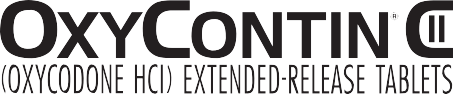 OXYCONTIN® CII
(OXYCODONE HCl) EXTENDED-RELEASE TABLETS